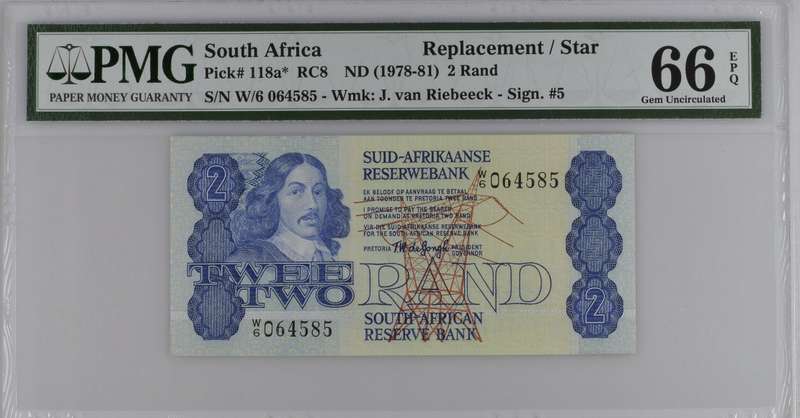 PMG
PAPER MONEY GUARANTY
South Africa Replacement / Star
Pick# 118a* RC8 ND (1978-81) 2 Rand
S/N W/6 064585 - Wmk: J. van Riebeeck - Sign. #5
66 EPQ
Gem Uncirculated
2
SUID-AFRIKAANSE
RESERWEBANK
W/6 064585
EK BELOOF OP AANVRAAG TE BETAAL
AAN TOONDER TE PRETORIA TWEE RAND
I PROMISE TO PAY THE BEARER
ON DEMAND AT PRETORIA TWO RAND
VIR DIE SUID-AFRIKAANSE RESERWEBANK
FOR THE SOUTH AFRICAN RESERVE BANK
PRETORIA PRESIDENT
GOVERNOR
TWEE
TWO RAND
2
W/6 064585
SOUTH-AFRICAN
RESERVE BANK